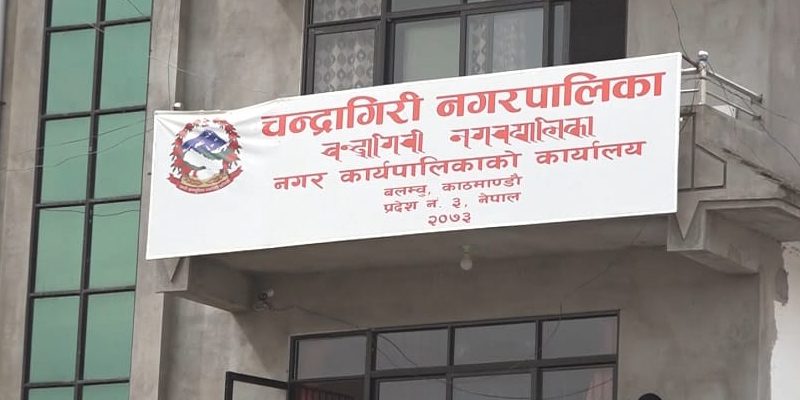 चन्द्रागिरी नगरपालिका
नगर कार्यपालिकाको कार्यालय
बलम्बु, काठमाण्डौ
प्रदेश नं. ३, नेपाल
२०७३